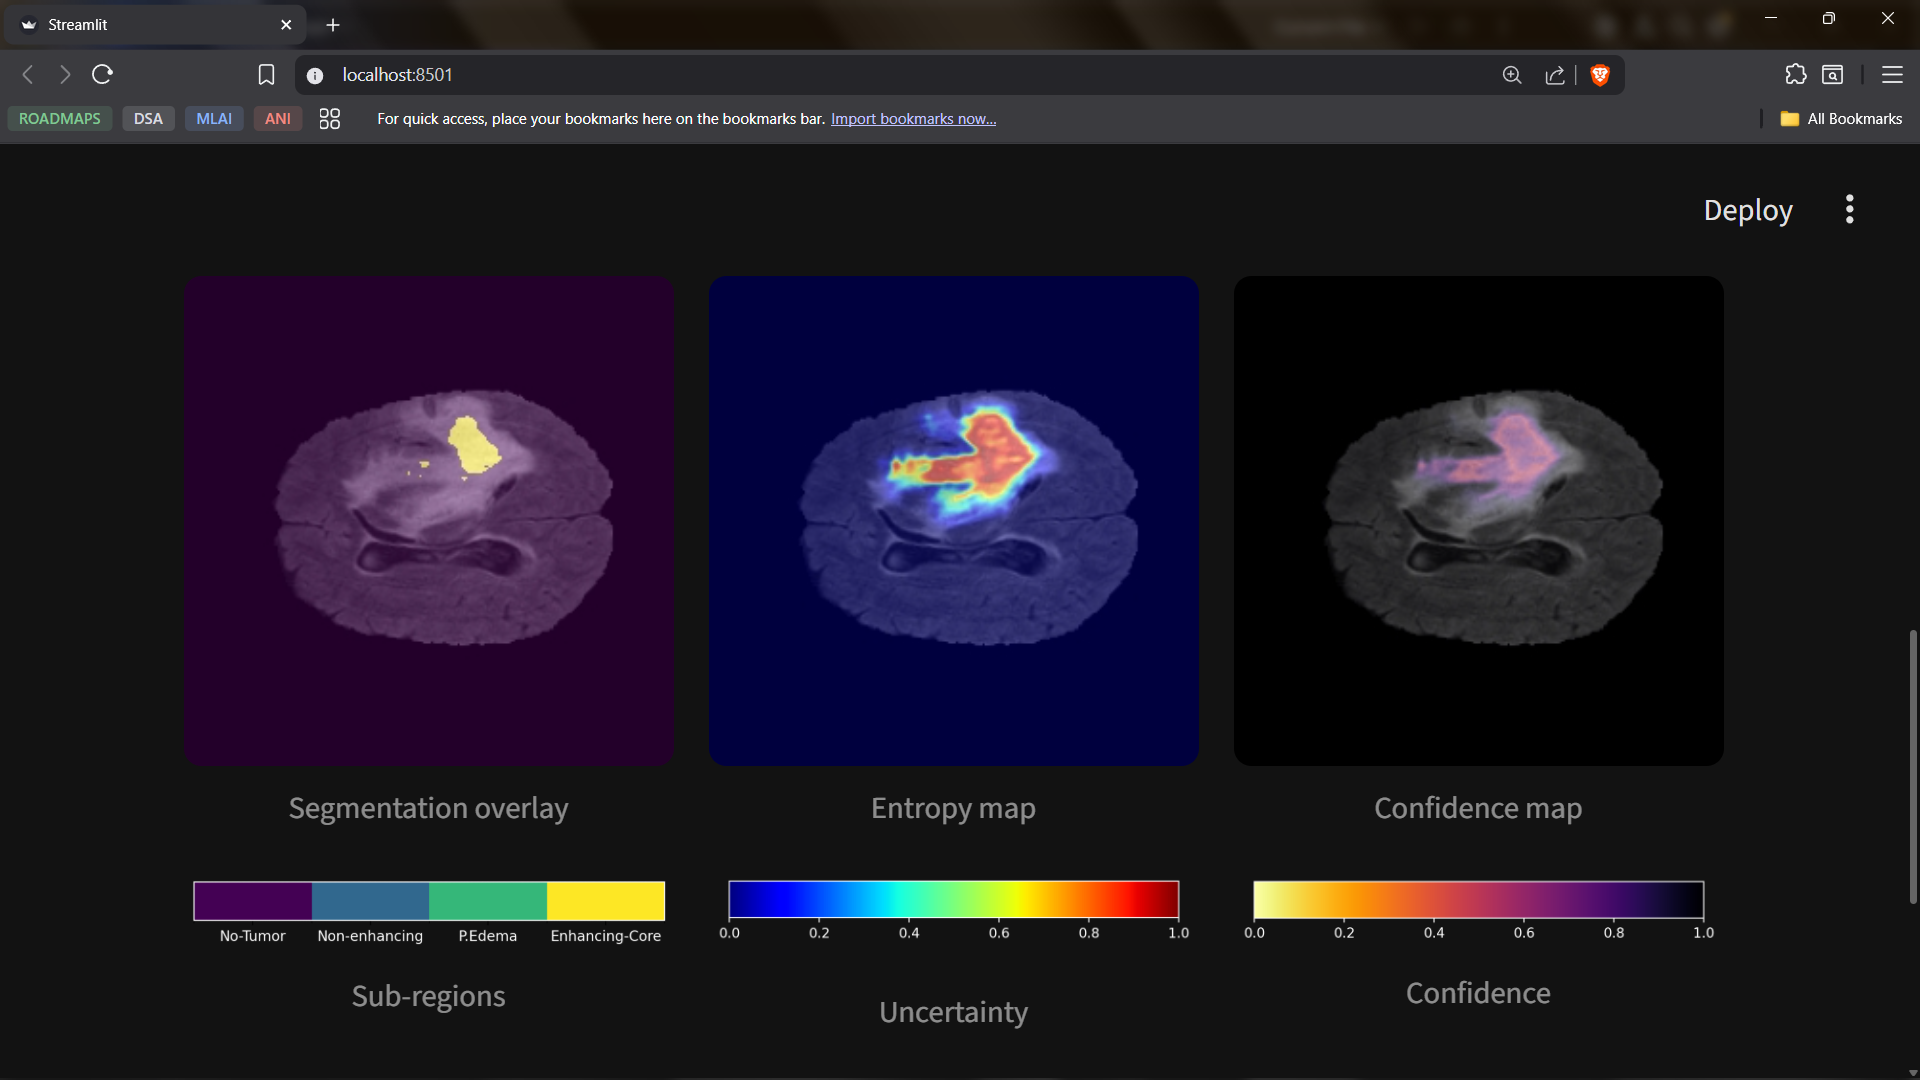 Streamlit
localhost:8501
ROADMAPS DSA MLAI ANI For quick access, place your bookmarks here on the bookmarks bar. Import bookmarks now... All Bookmarks
Deploy
Segmentation overlay
Entropy map
Confidence map
No-Tumor Non-enhancing P.Edema Enhancing-Core
0.0 0.2 0.4 0.6 0.8 1.0
0.0 0.2 0.4 0.6 0.8 1.0
Sub-regions
Uncertainty
Confidence